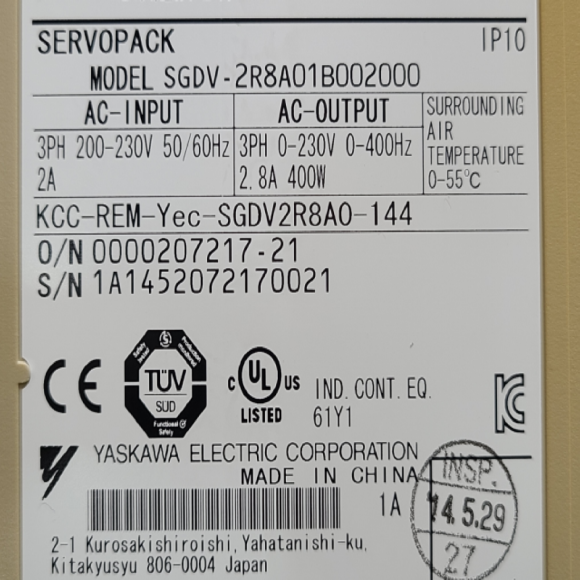 SERVOPACK IP10
MODEL SGDV-2R8A01B002000
AC-INPUT AC-OUTPUT SURROUNDING
AIR
TEMPERATURE
0-55℃
3PH 200-230V 50/60Hz 3PH 0-230V 0-400Hz
2A 2.8A 400W
KCC-REM-Yec-SGDV2R8A0-144
O/N 0000207217-21
S/N 1A1452072170021
CE
TÜV
SÜD
Functional
Safety
c UL US
LISTED
IND. CONT. EQ.
61Y1
YASKAWA ELECTRIC CORPORATION
MADE IN CHINA
1A
INSP.
14.5.29
27
2-1 Kurosakishiroishi, Yahatanishi-ku,
Kitakyusyu 806-0004 Japan